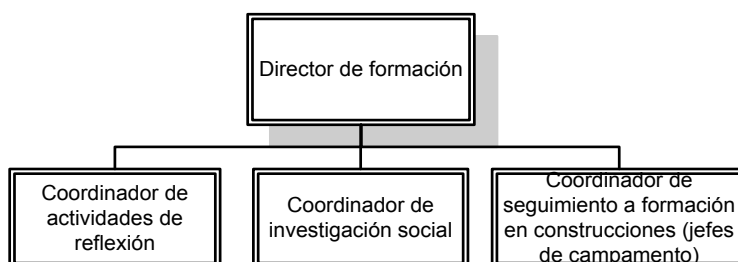 Director de formación
Coordinador de
actividades de
reflexión
Coordinador de
investigación social
Coordinador de
seguimiento a formación
en construcciones (jefes
de campamento)